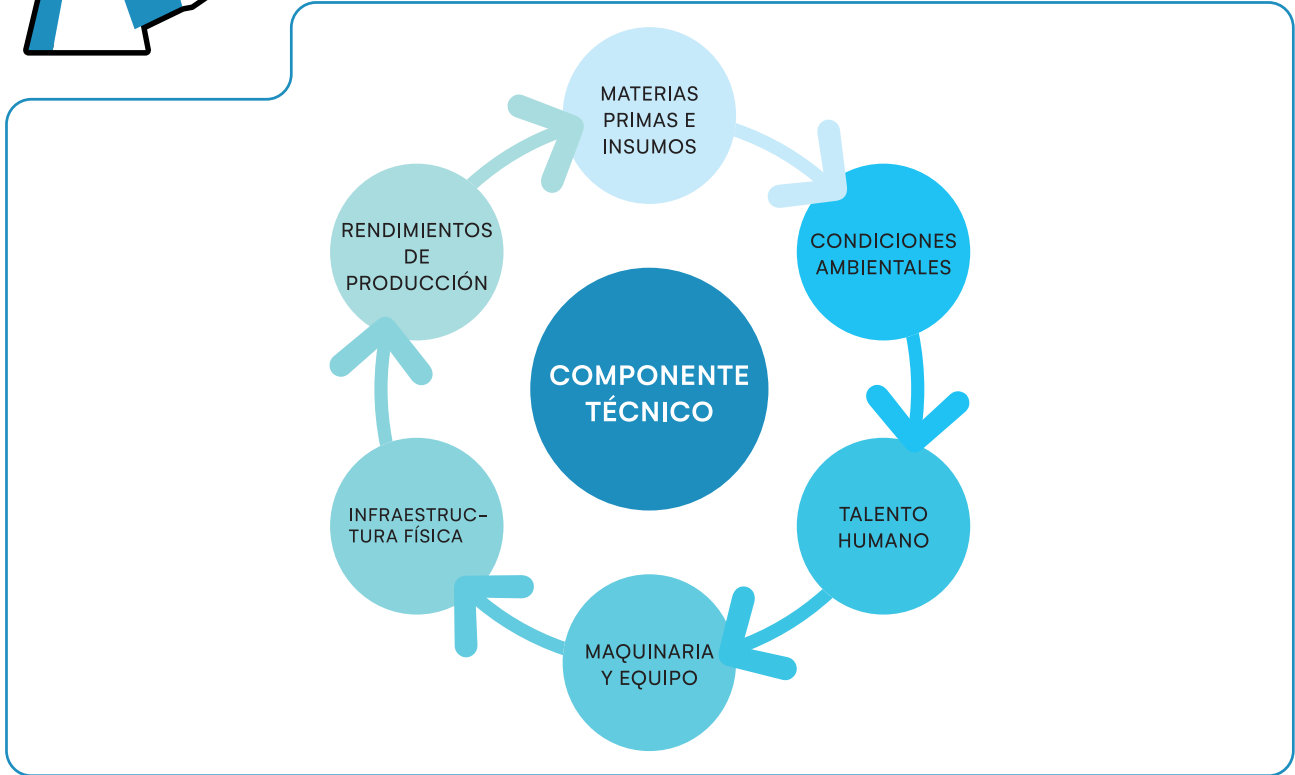 MATERIAS
PRIMAS E
INSUMOS
CONDICIONES
AMBIENTALES
TALENTO
HUMANO
MAQUINARIA
Y EQUIPO
INFRAESTRUC-
TURA FÍSICA
RENDIMIENTOS
DE
PRODUCCIÓN
COMPONENTE
TÉCNICO